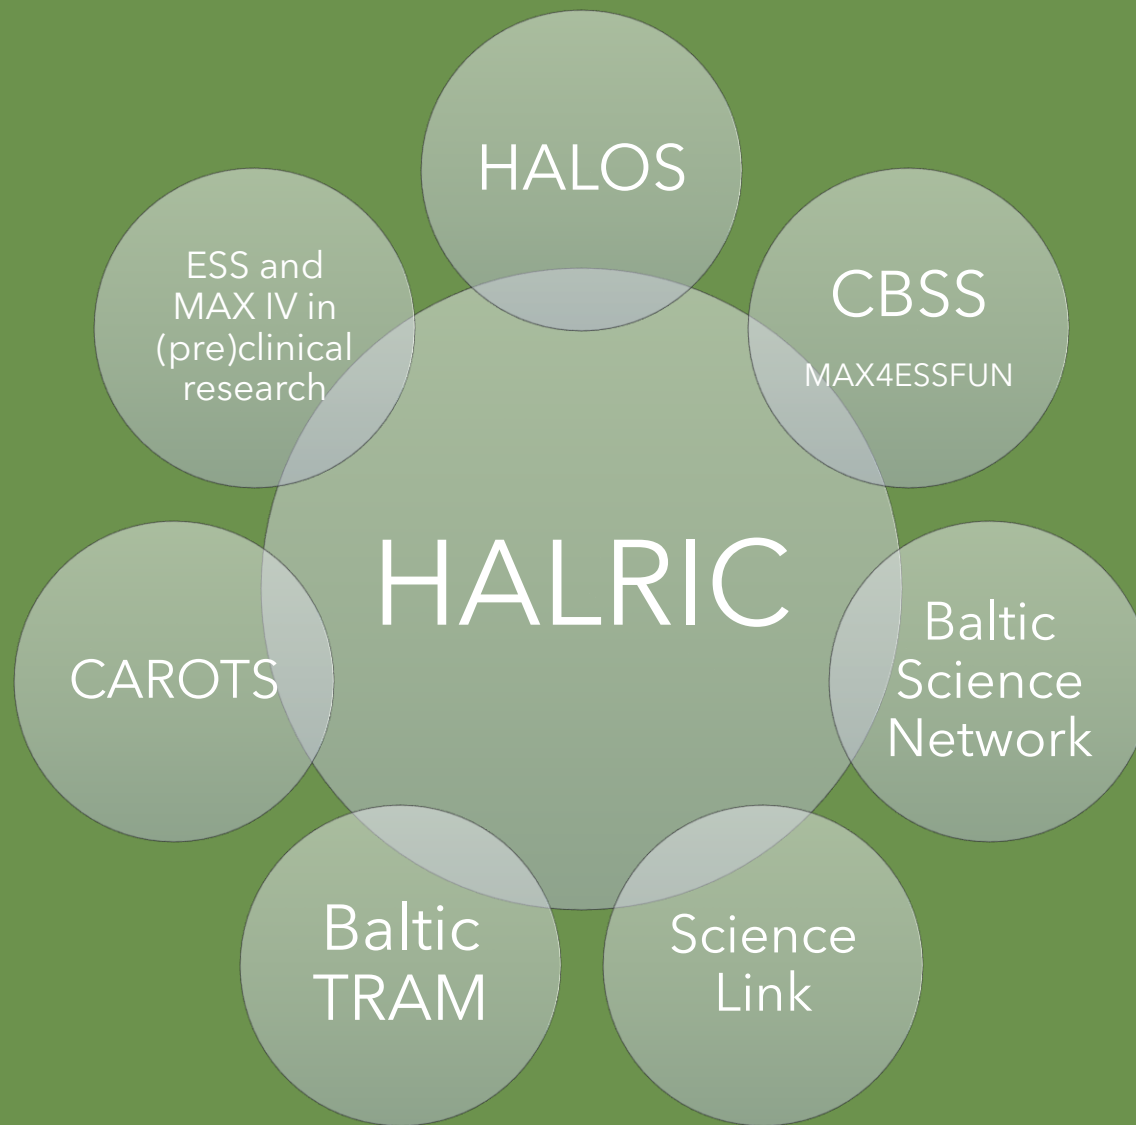 HALOS
CBSS
MAX4ESSFUN
ESS and
MAX IV in
(pre)clinical
research
HALRIC
Baltic
Science
Network
CAROTS
Baltic
TRAM
Science
Link